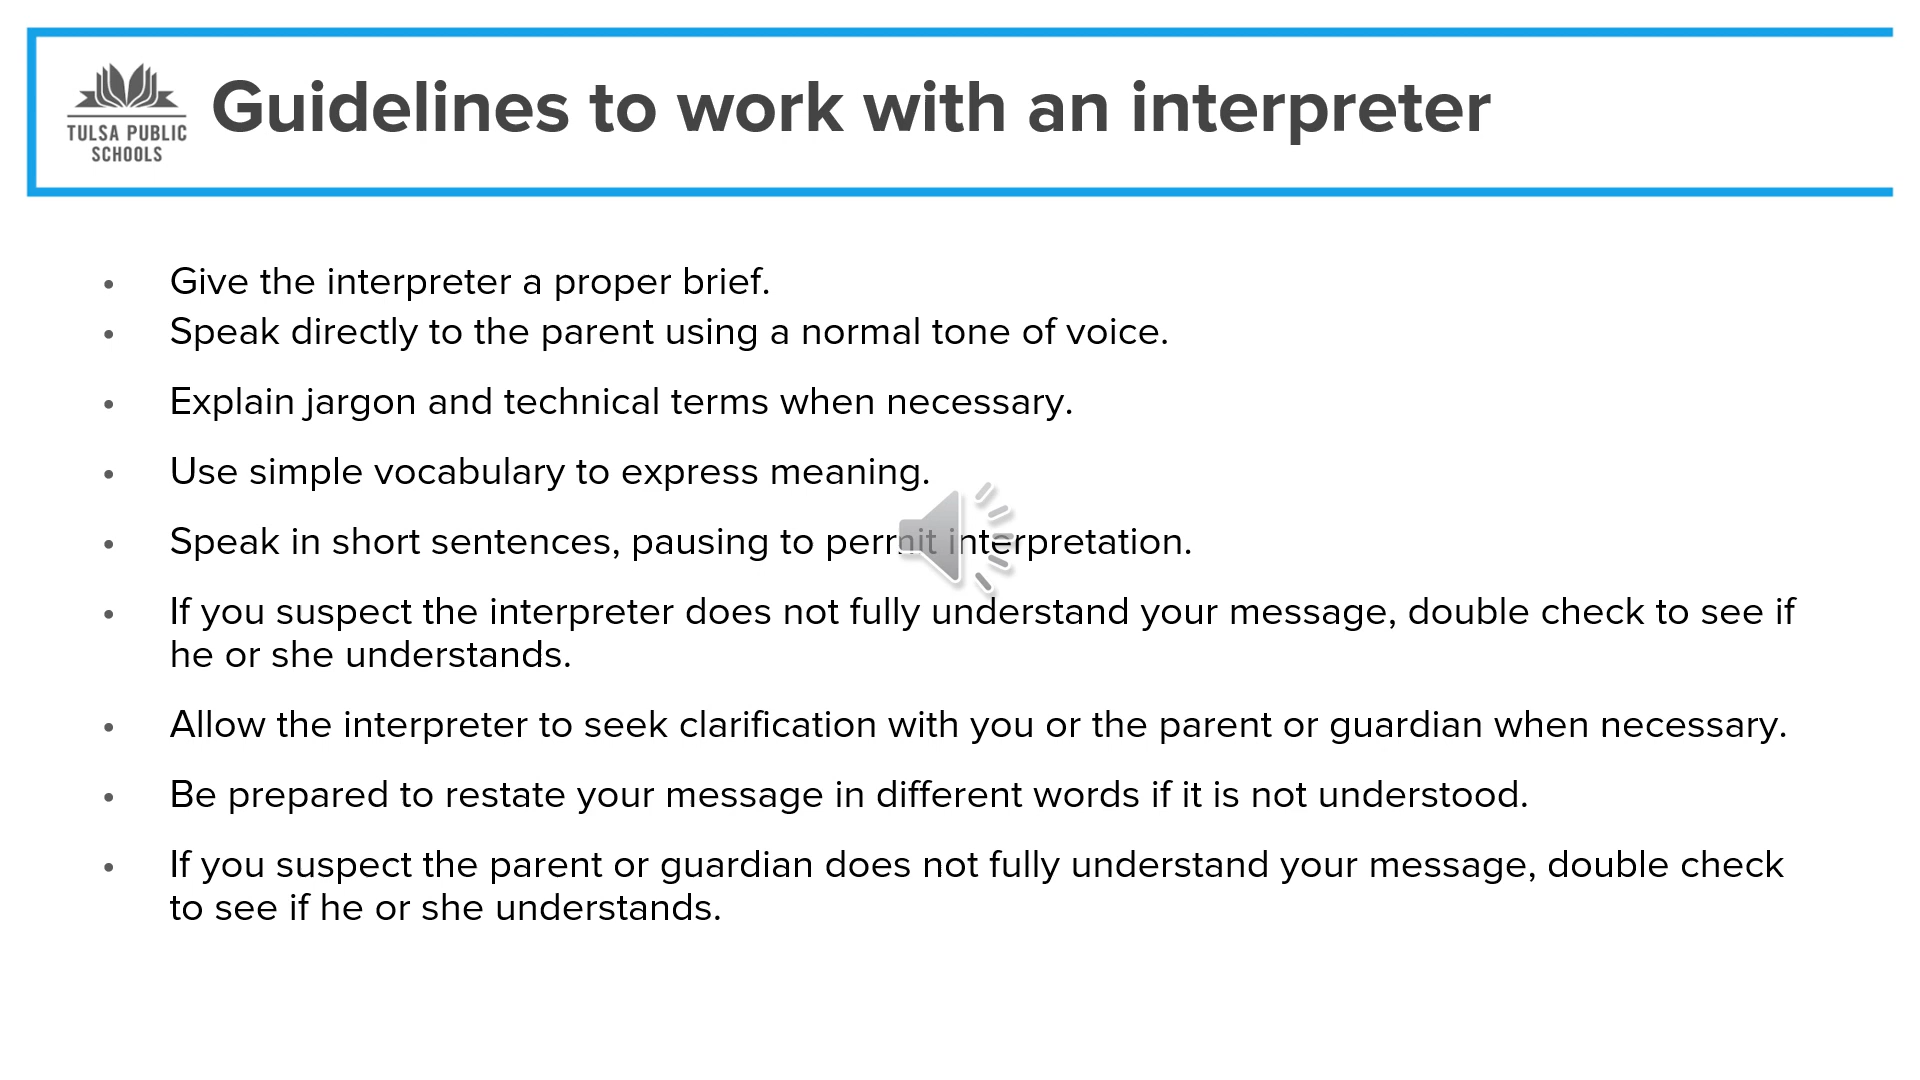 TULSA PUBLIC
SCHOOLS
Guidelines to work with an interpreter
• Give the interpreter a proper brief.
• Speak directly to the parent using a normal tone of voice.
• Explain jargon and technical terms when necessary.
• Use simple vocabulary to express meaning.
• Speak in short sentences, pausing to permit interpretation.
• If you suspect the interpreter does not fully understand your message, double check to see if
he or she understands.
• Allow the interpreter to seek clarification with you or the parent or guardian when necessary.
• Be prepared to restate your message in different words if it is not understood.
• If you suspect the parent or guardian does not fully understand your message, double check
to see if he or she understands.